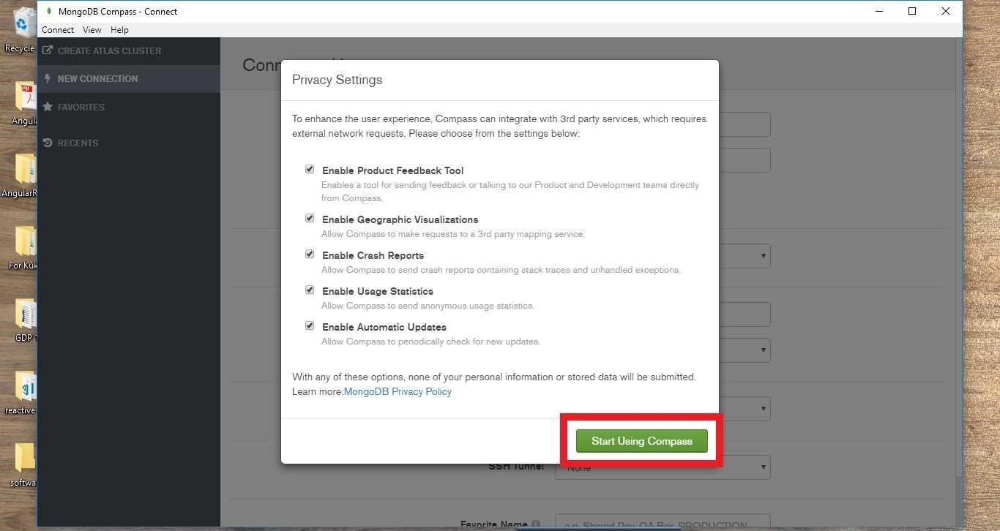 MongoDB Compass - Connect
Connect View Help
Recycle
CREATE ATLAS CLUSTER
NEW CONNECTION
FAVORITES
RECENTS
Privacy Settings
To enhance the user experience, Compass can integrate with 3rd party services, which requires
external network requests. Please choose from the settings below:
Enable Product Feedback Tool
Enables a tool for sending feedback or talking to our Product and Development teams directly
from Compass.
Enable Geographic Visualizations
Allow Compass to make requests to a 3rd party mapping service.
Enable Crash Reports
Allow Compass to send crash reports containing stack traces and unhandled exceptions.
Enable Usage Statistics
Allow Compass to send anonymous usage statistics.
Enable Automatic Updates
Allow Compass to periodically check for new updates.
With any of these options, none of your personal information or stored data will be submitted.
Learn more:MongoDB Privacy Policy
Start Using Compass
PDF
Angula
AngularR
For Kuk
GDP
reactive
softwa
SSH Tunnel
None
Favorite Name
e.g. Shared Dev, QA Box, PRODUCTION